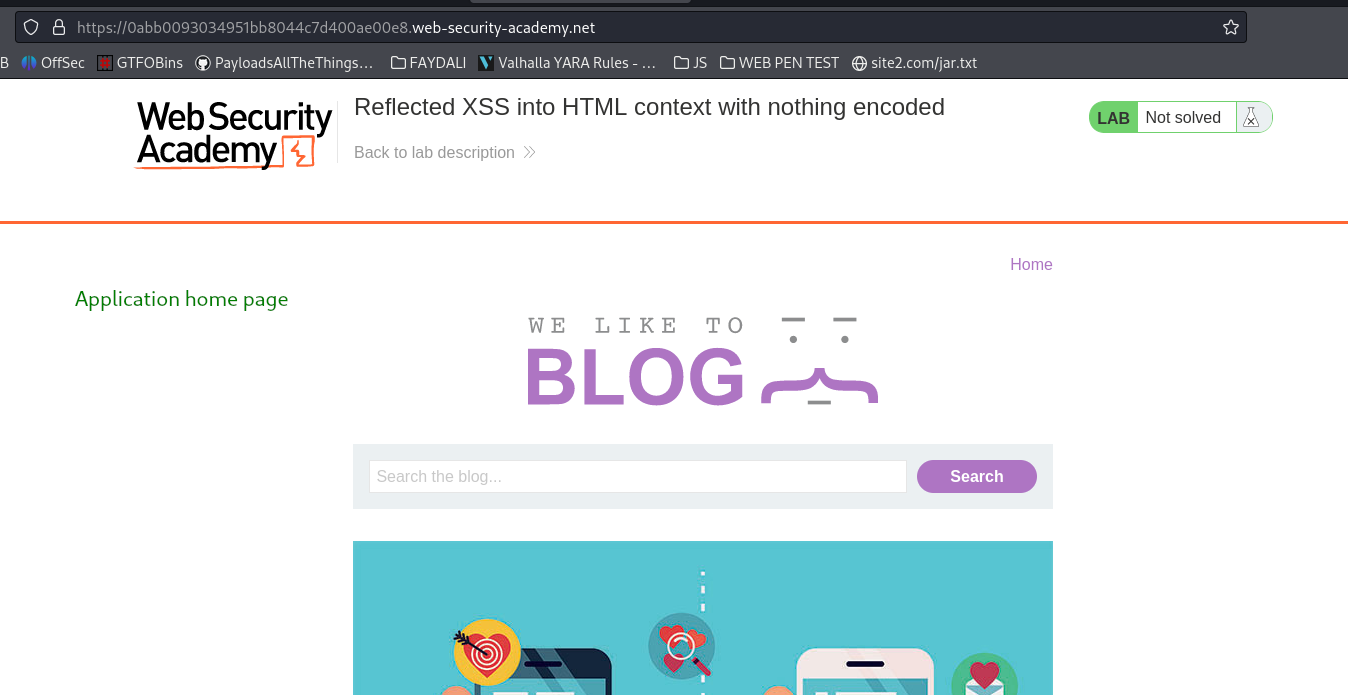 https://0abb0093034951bb8044c7d400ae00e8.web-security-academy.net
B OffSec GTFOBins PayloadsAllTheThings... FAYDALI Valhalla YARA Rules - ... JS WEB PEN TEST site2.com/jar.txt
Web Security
Academy
Reflected XSS into HTML context with nothing encoded
Back to lab description
LAB Not solved
Home
Application home page
WE LIKE TO
BLOG
Search the blog... Search